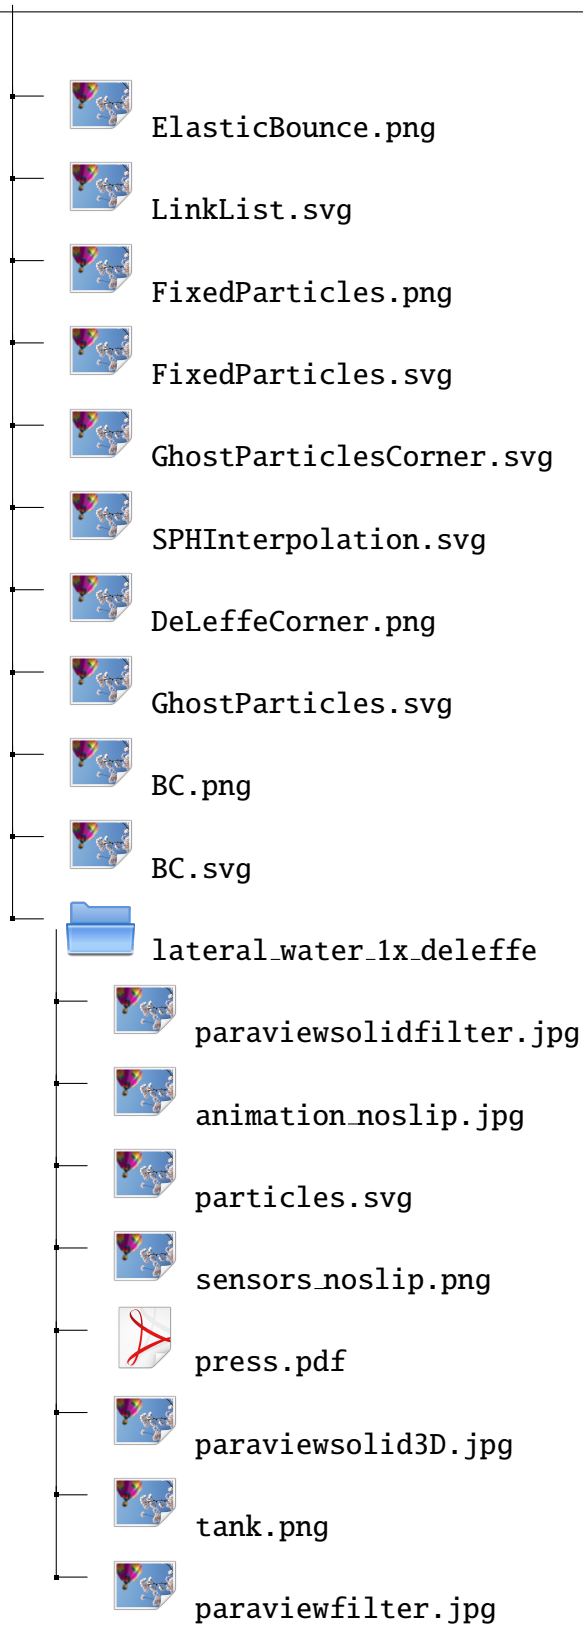 ElasticBounce.png
LinkList.svg
FixedParticles.png
FixedParticles.svg
GhostParticlesCorner.svg
SPHInterpolation.svg
DeLeffeCorner.png
GhostParticles.svg
BC.png
BC.svg
lateral_water_1x_deleffe
paraviewsolidfilter.jpg
animation_noslip.jpg
particles.svg
sensors_noslip.png
press.pdf
paraviewsolid3D.jpg
tank.png
paraviewfilter.jpg